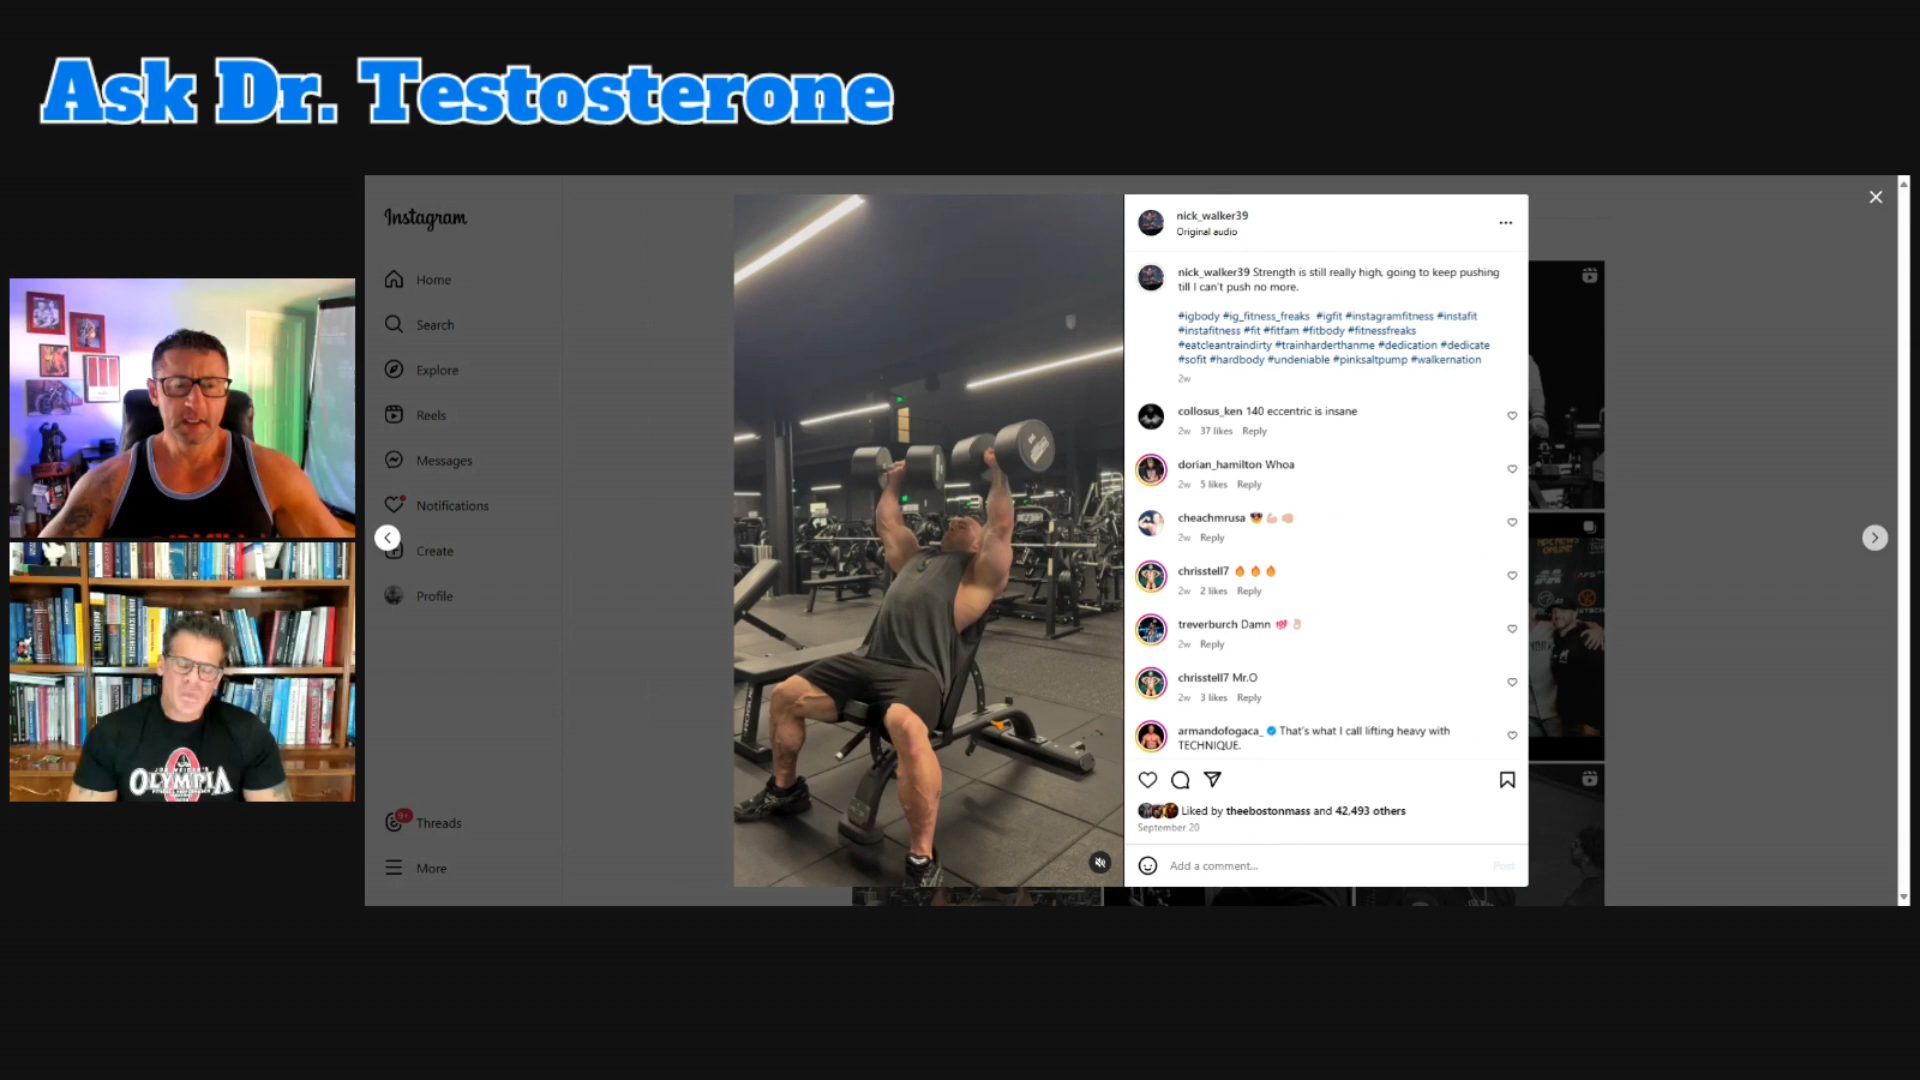 Ask Dr. Testosterone
Instagram
Home
Search
Explore
Reels
Messages
Notifications
Create
Profile
9+
Threads
More
nick_walker39
Original audio
nick_walker39 Strength is still really high, going to keep pushing
till I can't push no more.
#igbody #ig_fitness_freaks #igfit #instagramfitness #instafit
#instafitness #fit #fitfam #fitbody #fitnessfreaks
#eatcleantraindirty #trainharderthanme #dedication #dedicate
#sofit #hardbody #undeniable #pinksaltpump #walkernation
2w
collosus_ken 140 eccentric is insane
2w 37 likes Reply
dorian_hamilton Whoa
2w 5 likes Reply
cheachmrusa 😎💪🏼👊🏼
2w Reply
chrisstell7 🔥🔥🔥
2w 2 likes Reply
treverburch Damn 💯👌🏼
2w Reply
chrisstell7 Mr.O
2w 3 likes Reply
armandofogaca_ That's what I call lifting heavy with
TECHNIQUE.
Liked by theebostonmass and 42,493 others
September 20
Add a comment...
Post
OLYMPIA
NPC NEWS
ONLINE